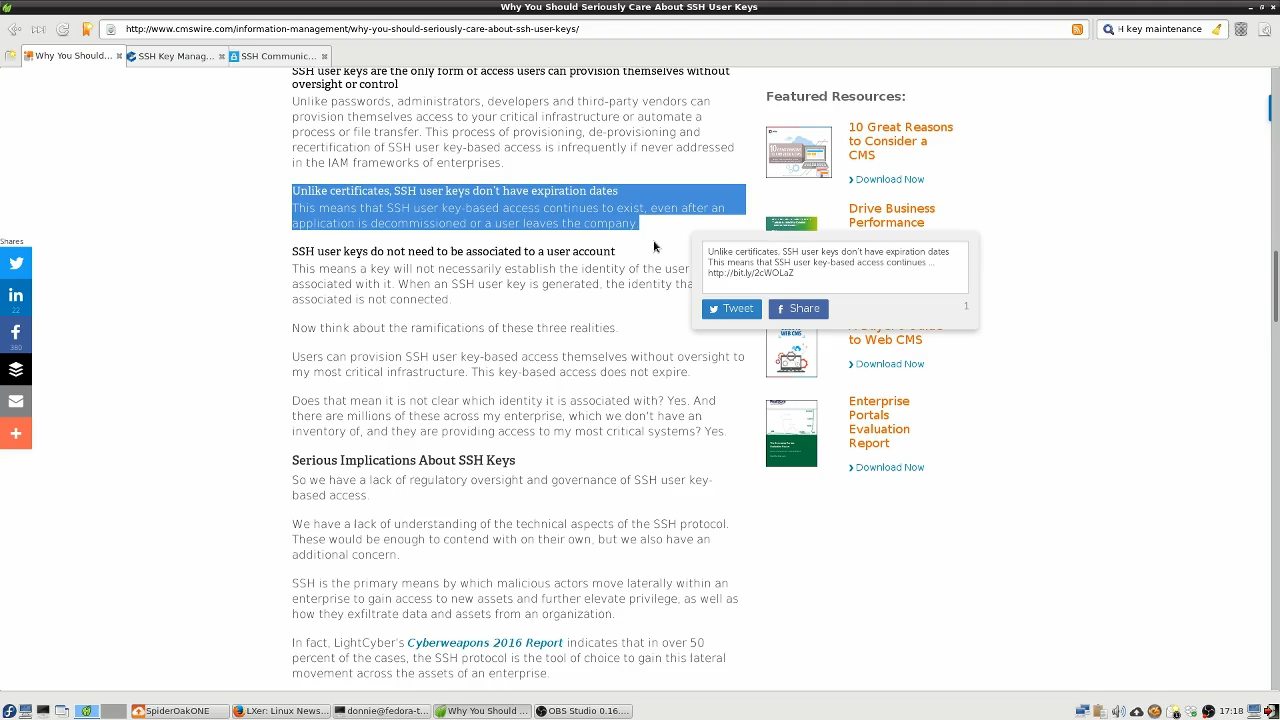 Why You Should Seriously Care About SSH User Keys
http://www.cmswire.com/information-management/why-you-should-seriously-care-about-ssh-user-keys/
H key maintenance
Why You Should...
SSH Key Manag...
SSH Communic...
SSH user keys are the only form of access users can provision themselves without
oversight or control
Unlike passwords, administrators, developers and third-party vendors can
provision themselves access to your critical infrastructure or automate a
process or file transfer. This process of provisioning, de-provisioning and
recertification of SSH user key-based access is infrequently if never addressed
in the IAM frameworks of enterprises.
Unlike certificates, SSH user keys don't have expiration dates
This means that SSH user key-based access continues to exist, even after an
application is decommissioned or a user leaves the company
SSH user keys do not need to be associated to a user account
This means a key will not necessarily establish the identity of the user
associated with it. When an SSH user key is generated, the identity tha
associated is not connected.
Now think about the ramifications of these three realities.
Users can provision SSH user key-based access themselves without oversight to
my most critical infrastructure. This key-based access does not expire.
Does that mean it is not clear which identity it is associated with? Yes. And
there are millions of these across my enterprise, which we don't have an
inventory of, and they are providing access to my most critical systems? Yes.
Serious Implications About SSH Keys
So we have a lack of regulatory oversight and governance of SSH user key-
based access.
We have a lack of understanding of the technical aspects of the SSH protocol.
These would be enough to contend with on their own, but we also have an
additional concern.
SSH is the primary means by which malicious actors move laterally within an
enterprise to gain access to new assets and further elevate privilege, as well as
how they exfiltrate data and assets from an organization.
In fact, LightCyber's Cyberweapons 2016 Report indicates that in over 50
percent of the cases, the SSH protocol is the tool of choice to gain this lateral
movement across the assets of an enterprise.
Shares
22
380
Unlike certificates, SSH user keys don't have expiration dates
This means that SSH user key-based access continues ...
http://bit.ly/2cWOLaZ
Tweet
Share
1
Featured Resources:
10 Great Reasons
to Consider a
CMS
Download Now
Drive Business
Performance
to Web CMS
WEB CMS
Download Now
Enterprise
Portals
Evaluation
Report
Download Now
SpiderOakONE
LXer: Linux News...
donnie@fedora-t...
Why You Should ...
OBS Studio 0.16....
17:18